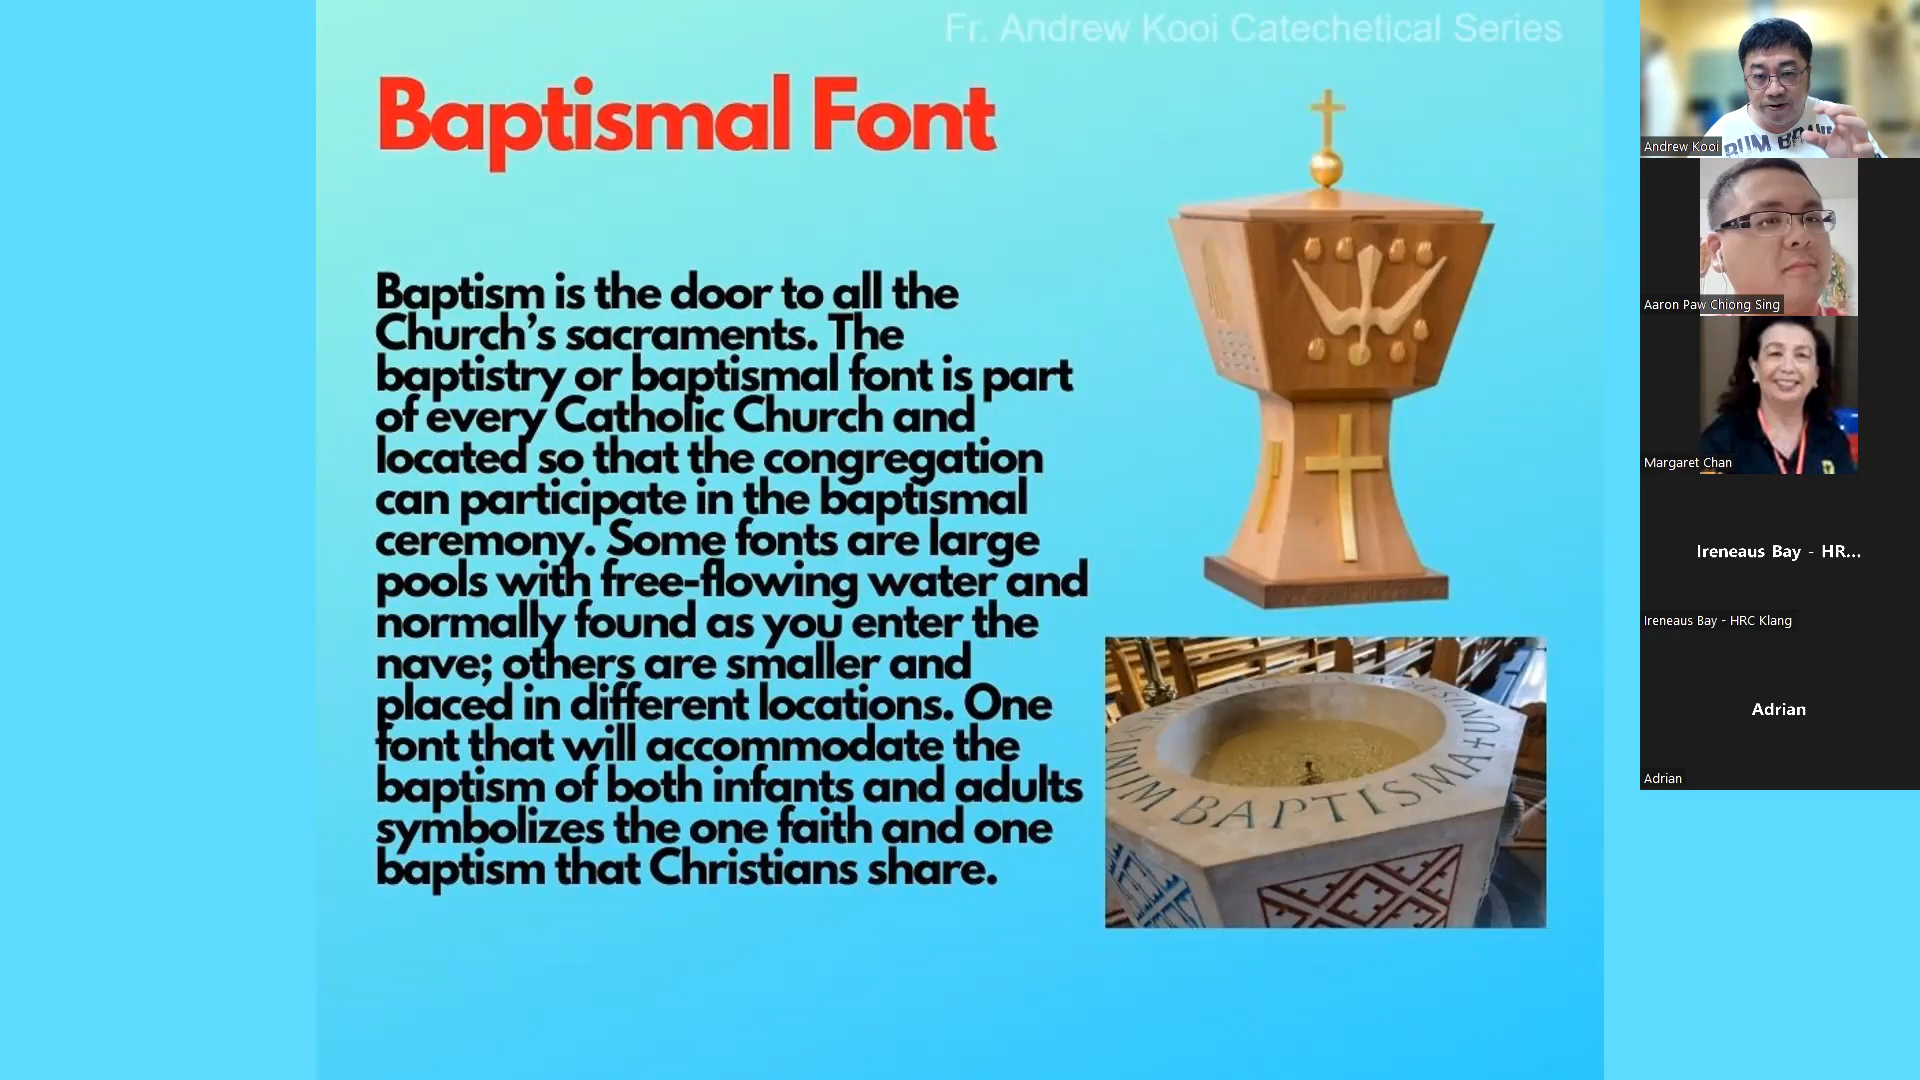 Fr. Andrew Kooi Catechetical Series
Baptismal Font
Baptism is the door to all the
Church's sacraments. The
baptistry or baptismal font is part
of every Catholic Church and
located so that the congregation
can participate in the baptismal
ceremony. Some fonts are large
pools with free-flowing water and
normally found as you enter the
nave; others are smaller and
placed in different locations. One
font that will accommodate the
baptism of both infants and adults
symbolizes the one faith and one
baptism that Christians share.
UNUM BAPTISMA + UNUS
RUM BRAVE
Andrew Kooi
Aaron Paw Chiong Sing
Margaret Chan
Ireneaus Bay - HR...
Ireneaus Bay - HRC Klang
Adrian
Adrian